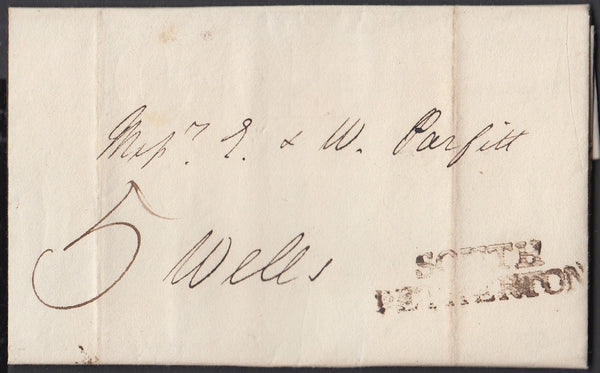 Messrs. E. & W. Parfitt
5 Wells
SOUTH
PETHERTON